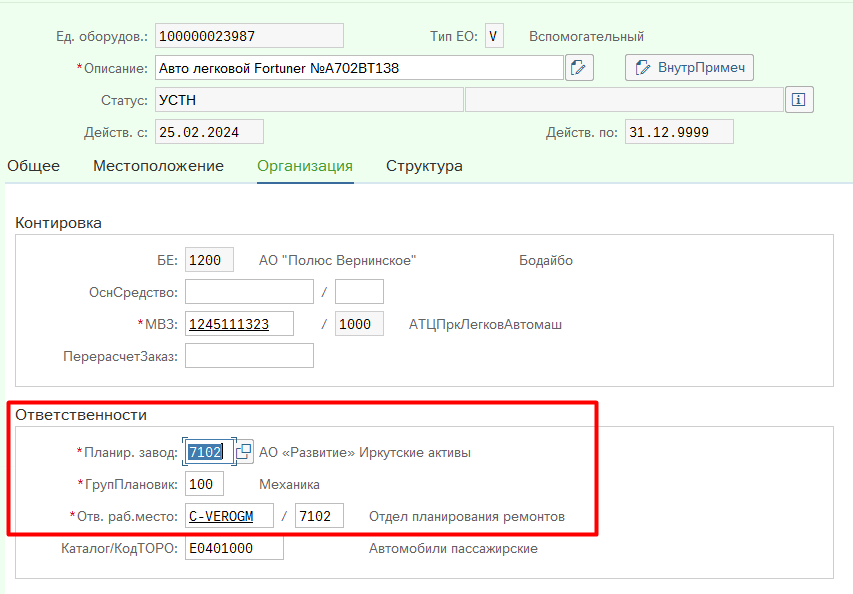 Ед. оборудов.: 100000023987 Тип ЕО: V Вспомогательный
*Описание: Авто легковой Fortuner №А702ВТ138 ВнутрПримеч
Статус: УСТН
Действ. с: 25.02.2024 Действ. по: 31.12.9999
Общее Местоположение Организация Структура
Контировка
БЕ: 1200 АО "Полюс Вернинское" Бодайбо
ОснСредство: /
*МВЗ: 1245111323 / 1000 АТЦПркЛегковАвтомаш
ПерерасчетЗаказ:
Ответственности
*Планир. завод: 7102 АО «Развитие» Иркутские активы
*ГрупПлановик: 100 Механика
*Отв. раб.место: C-VEROGM / 7102 Отдел планирования ремонтов
Каталог/КодТОРО: E0401000 Автомобили пассажирские